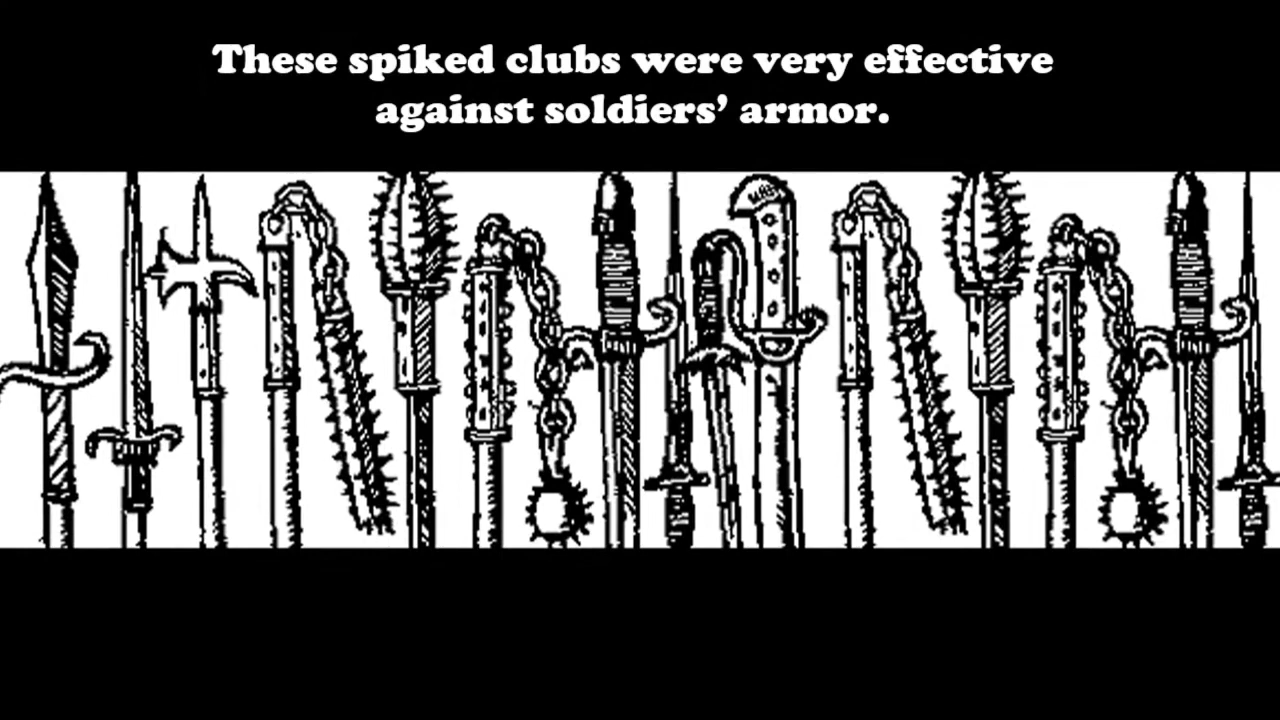 These spiked clubs were very effective
against soldiers’ armor.